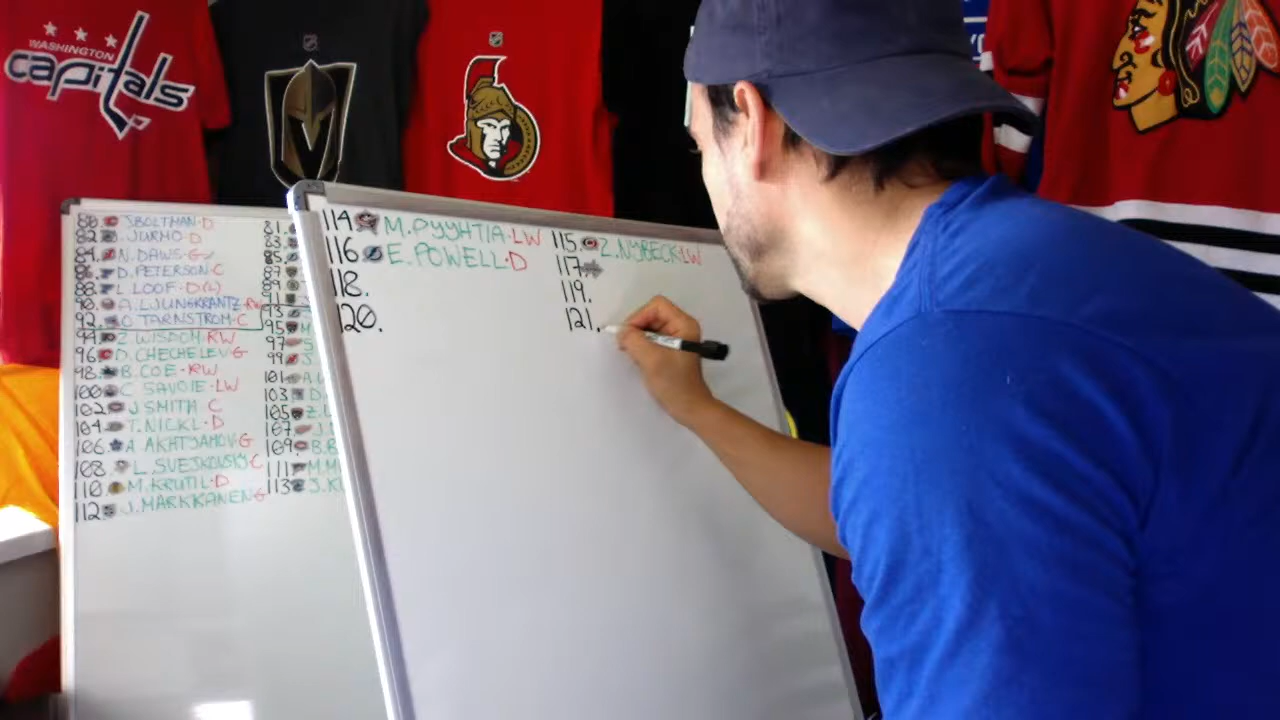 WASHINGTON
capitals
80. J.BOLTMAN·D 81.
82. B. JURMO·D 83.
84. N. DAWS·G 85.
86. D. PETERSON·C 87
88. L. LOOF·D(L) 89
90. A. LJUNGKRANTZ·RW 91
92. O. TARNSTROM·C 93
94. Z. WISDOM·RW 95
96. D. CHECHELEV·G 97
98. B. COE·RW 99
100. C SAVOIE·LW 101
102 J. SMITH C 103
104. T. NICKL·D 105
106. A AKHTYAMOV·G 107.
108. L. SVEJKOVSKY·C 109
110 M. KRUTIL·D 111
112 J. MARKKANEN G 113
114 M. PYYHTIA·LW 115. Z. NYBECK LW
116. E. POWELL·D 117
118. 119.
120. 121.